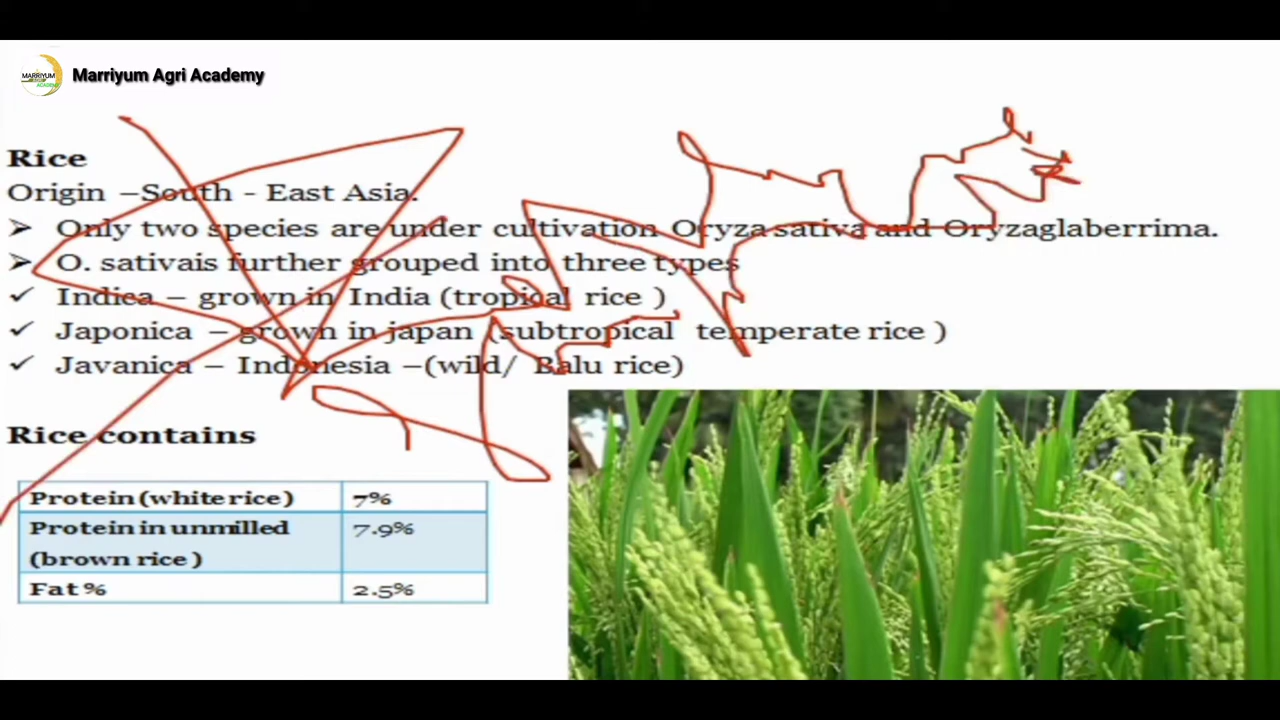 MARRIYUM
ACADEMY
Marriyum Agri Academy
Rice
Origin –South - East Asia.
➤ Only two species are under cultivation Oryza sativa and Oryzaglaberrima.
➤ O. sativais further grouped into three types
✓ Indica – grown in India (tropical rice )
✓ Japonica – grown in japan (subtropical temperate rice )
✓ Javanica – Indonesia –(wild/ Balu rice)
Rice contains
Protein (white rice) 7%
Protein in unmilled 7.9%
(brown rice )
Fat % 2.5%